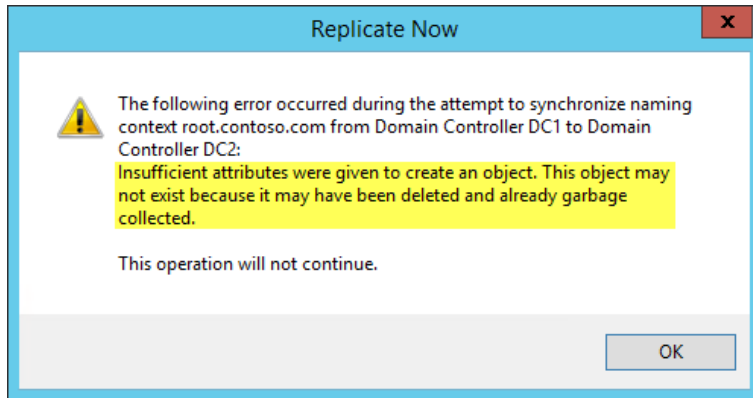 Replicate Now
x
The following error occurred during the attempt to synchronize naming
context root.contoso.com from Domain Controller DC1 to Domain
Controller DC2:
Insufficient attributes were given to create an object. This object may
not exist because it may have been deleted and already garbage
collected.
This operation will not continue.
OK